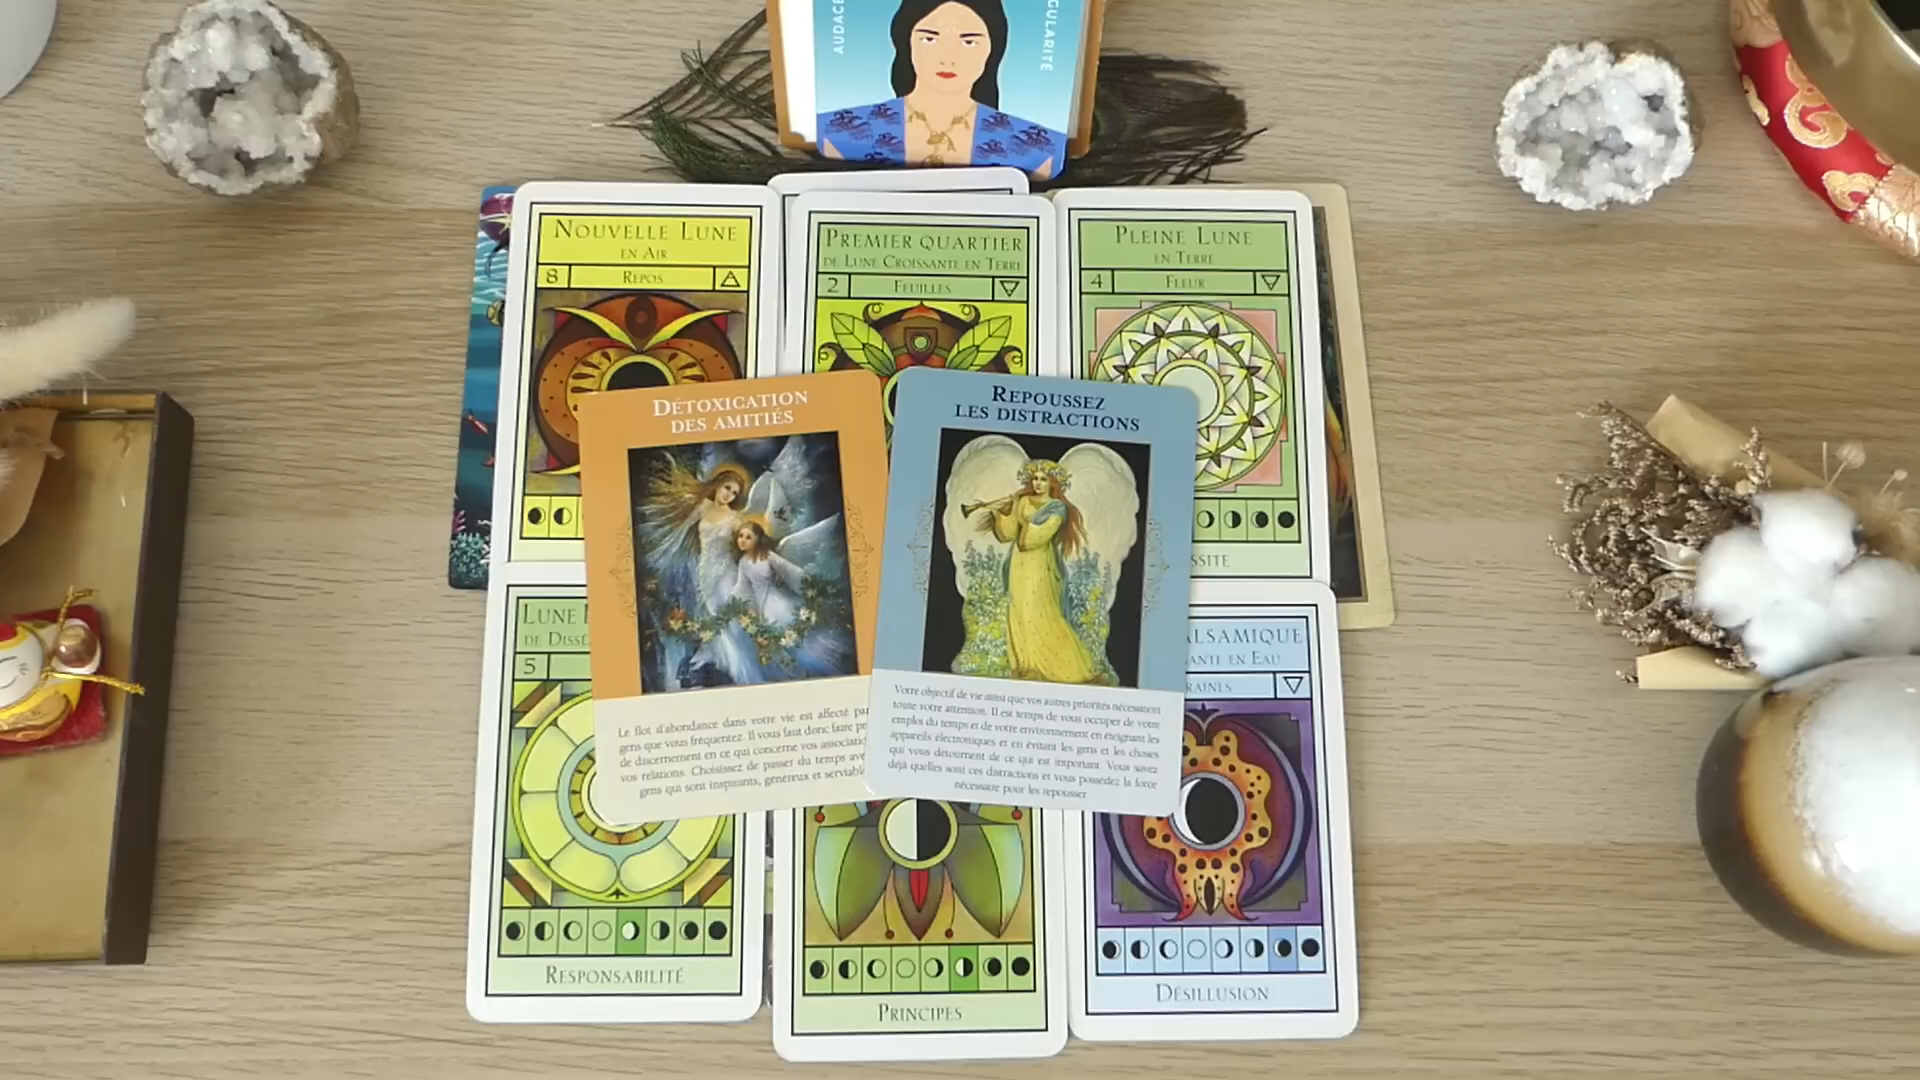 AUDACE
GULARITÉ
NOUVELLE LUNE
EN AIR
8
REPOS
PREMIER QUARTIER
DE LUNE CROISSANTE EN TERRE
2
FEUILLES
PLEINE LUNE
EN TERRE
4
FLEUR
SSITE
DÉTOXICATION
DES AMITIÉS
Le flot d'abondance dans votre vie est affecté par
gens que vous fréquentez. Il vous faut donc faire pr
de discernement en ce qui concerne vos associati
vos relations. Choisissez de passer du temps ave
gens qui sont inspirants, généreux et serviabl
REPOUSSEZ
LES DISTRACTIONS
Votre objectif de vie ainsi que vos autres priorités nécessitent
toute votre attention. Il est temps de vous occuper de votre
emploi du temps et de votre environnement en éteignant les
appareils électroniques et en évitant les gens et les choses
qui vous détournent de ce qui est important. Vous savez
déjà quelles sont ces distractions et vous possédez la force
nécessaire pour les repousser.
LUNE
DE DISSÉ
5
RESPONSABILITÉ
PRINCIPES
ALSAMIQUE
ANTE EN EAU
RAINES
DÉSILLUSION